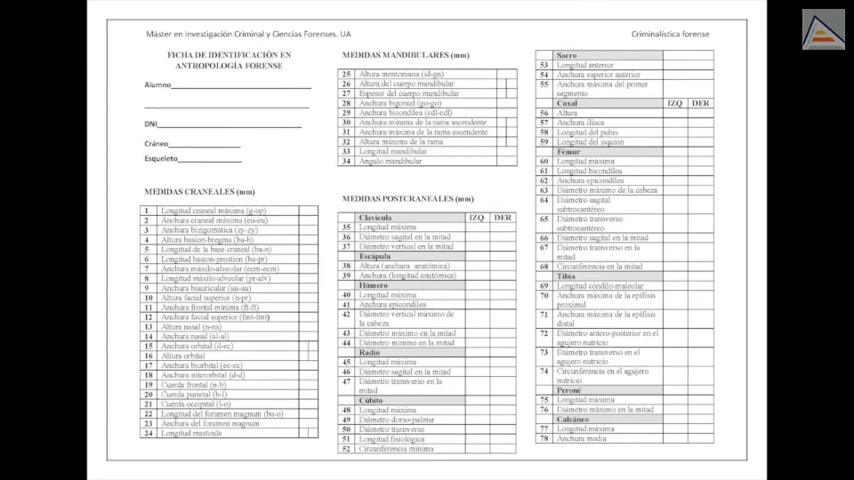 Máster en Investigación Criminal y Ciencias Forenses. UA
Criminalística forense
FICHA DE IDENTIFICACIÓN EN
ANTROPOLOGÍA FORENSE
Alumno
DNI
Cráneo
Esqueleto
MEDIDAS CRANEALES (mm)
1 Longitud craneal máxima (g-op)
2 Anchura craneal máxima (eu-eu)
3 Anchura bizigomática (zy-zy)
4 Altura basion-bregma (ba-b)
5 Longitud de la base craneal (ba-n)
6 Longitud basion-prostion (ba-pr)
7 Anchura máxilo-alveolar (ecm-ecm)
8 Longitud máxilo-alveolar (pr-alv)
9 Anchura biauricular (au-au)
10 Altura facial superior (n-pr)
11 Anchura frontal mínima (ft-ft)
12 Anchura facial superior (fmt-fmt)
13 Altura nasal (n-ns)
14 Anchura nasal (al-al)
15 Anchura orbital (d-ec)
16 Altura orbital
17 Anchura biorbital (ec-ec)
18 Anchura interorbital (d-d)
19 Cuerda frontal (n-b)
20 Cuerda parietal (b-l)
21 Cuerda occipital (l-o)
22 Longitud del foramen magnum (ba-o)
23 Anchura del foramen magnum
24 Longitud mastoide
MEDIDAS MANDIBULARES (mm)
25 Altura mentoniana (id-gn)
26 Altura del cuerpo mandibular
27 Espesor del cuerpo mandibular
28 Anchura bigonial (go-go)
29 Anchura bicondílea (cdl-cdl)
30 Anchura mínima de la rama ascendente
31 Anchura máxima de la rama ascendente
32 Altura máxima de la rama
33 Longitud mandibular
34 Ángulo mandibular
MEDIDAS POSTCRANEALES (mm)
Clavícula IZQ DER
35 Longitud máxima
36 Diámetro sagital en la mitad
37 Diámetro vertical en la mitad
Escápula
38 Altura (anchura anatómica)
39 Anchura (longitud anatómica)
Húmero
40 Longitud máxima
41 Anchura epicondíles
42 Diámetro vertical máximo de
la cabeza
43 Diámetro máximo en la mitad
44 Diámetro mínimo en la mitad
Radio
45 Longitud máxima
46 Diámetro sagital en la mitad
47 Diámetro transverso en la
mitad
Cúbito
48 Longitud máxima
49 Diámetro dorso-palmar
50 Diámetro transverso
51 Longitud fisiológica
52 Circunferencia mínima
Sacro
53 Longitud anterior
54 Anchura superior anterior
55 Anchura máxima del primer
segmento
Coxal IZQ DER
56 Altura
57 Anchura iliaca
58 Longitud del pubis
59 Longitud del isquion
Fémur
60 Longitud máxima
61 Longitud bicondílea
62 Anchura epicondíles
63 Diámetro máximo de la cabeza
64 Diámetro sagital
subtrocantéreo
65 Diámetro transverso
subtrocantéreo
66 Diámetro sagital en la mitad
67 Diámetro transverso en la
mitad
68 Circunferencia en la mitad
Tibia
69 Longitud cóndilo-maleolar
70 Anchura máxima de la epífisis
proximal
71 Anchura máxima de la epífisis
distal
72 Diámetro antero-posterior en el
agujero nutricio
73 Diámetro transverso en el
agujero nutricio
74 Circunferencia en el agujero
nutricio
Peroné
75 Longitud máxima
76 Diámetro máximo en la mitad
Calcáneo
77 Longitud máxima
78 Anchura media